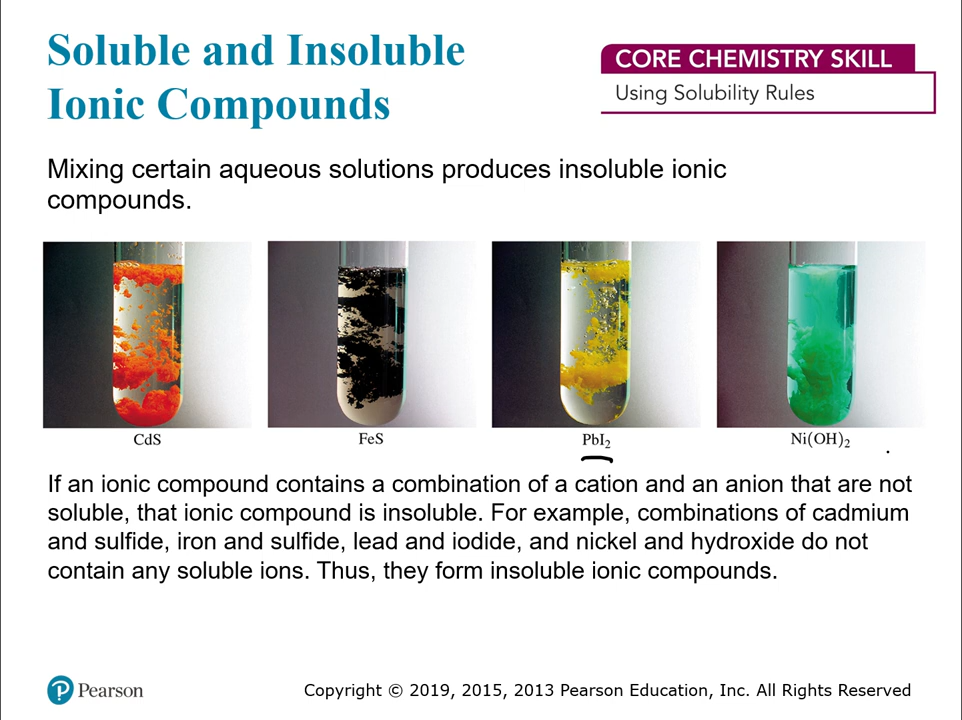 Soluble and Insoluble
Ionic Compounds
CORE CHEMISTRY SKILL
Using Solubility Rules
Mixing certain aqueous solutions produces insoluble ionic
compounds.
CdS
FeS
PbI₂
Ni(OH)₂
If an ionic compound contains a combination of a cation and an anion that are not
soluble, that ionic compound is insoluble. For example, combinations of cadmium
and sulfide, iron and sulfide, lead and iodide, and nickel and hydroxide do not
contain any soluble ions. Thus, they form insoluble ionic compounds.
Pearson
Copyright © 2019, 2015, 2013 Pearson Education, Inc. All Rights Reserved